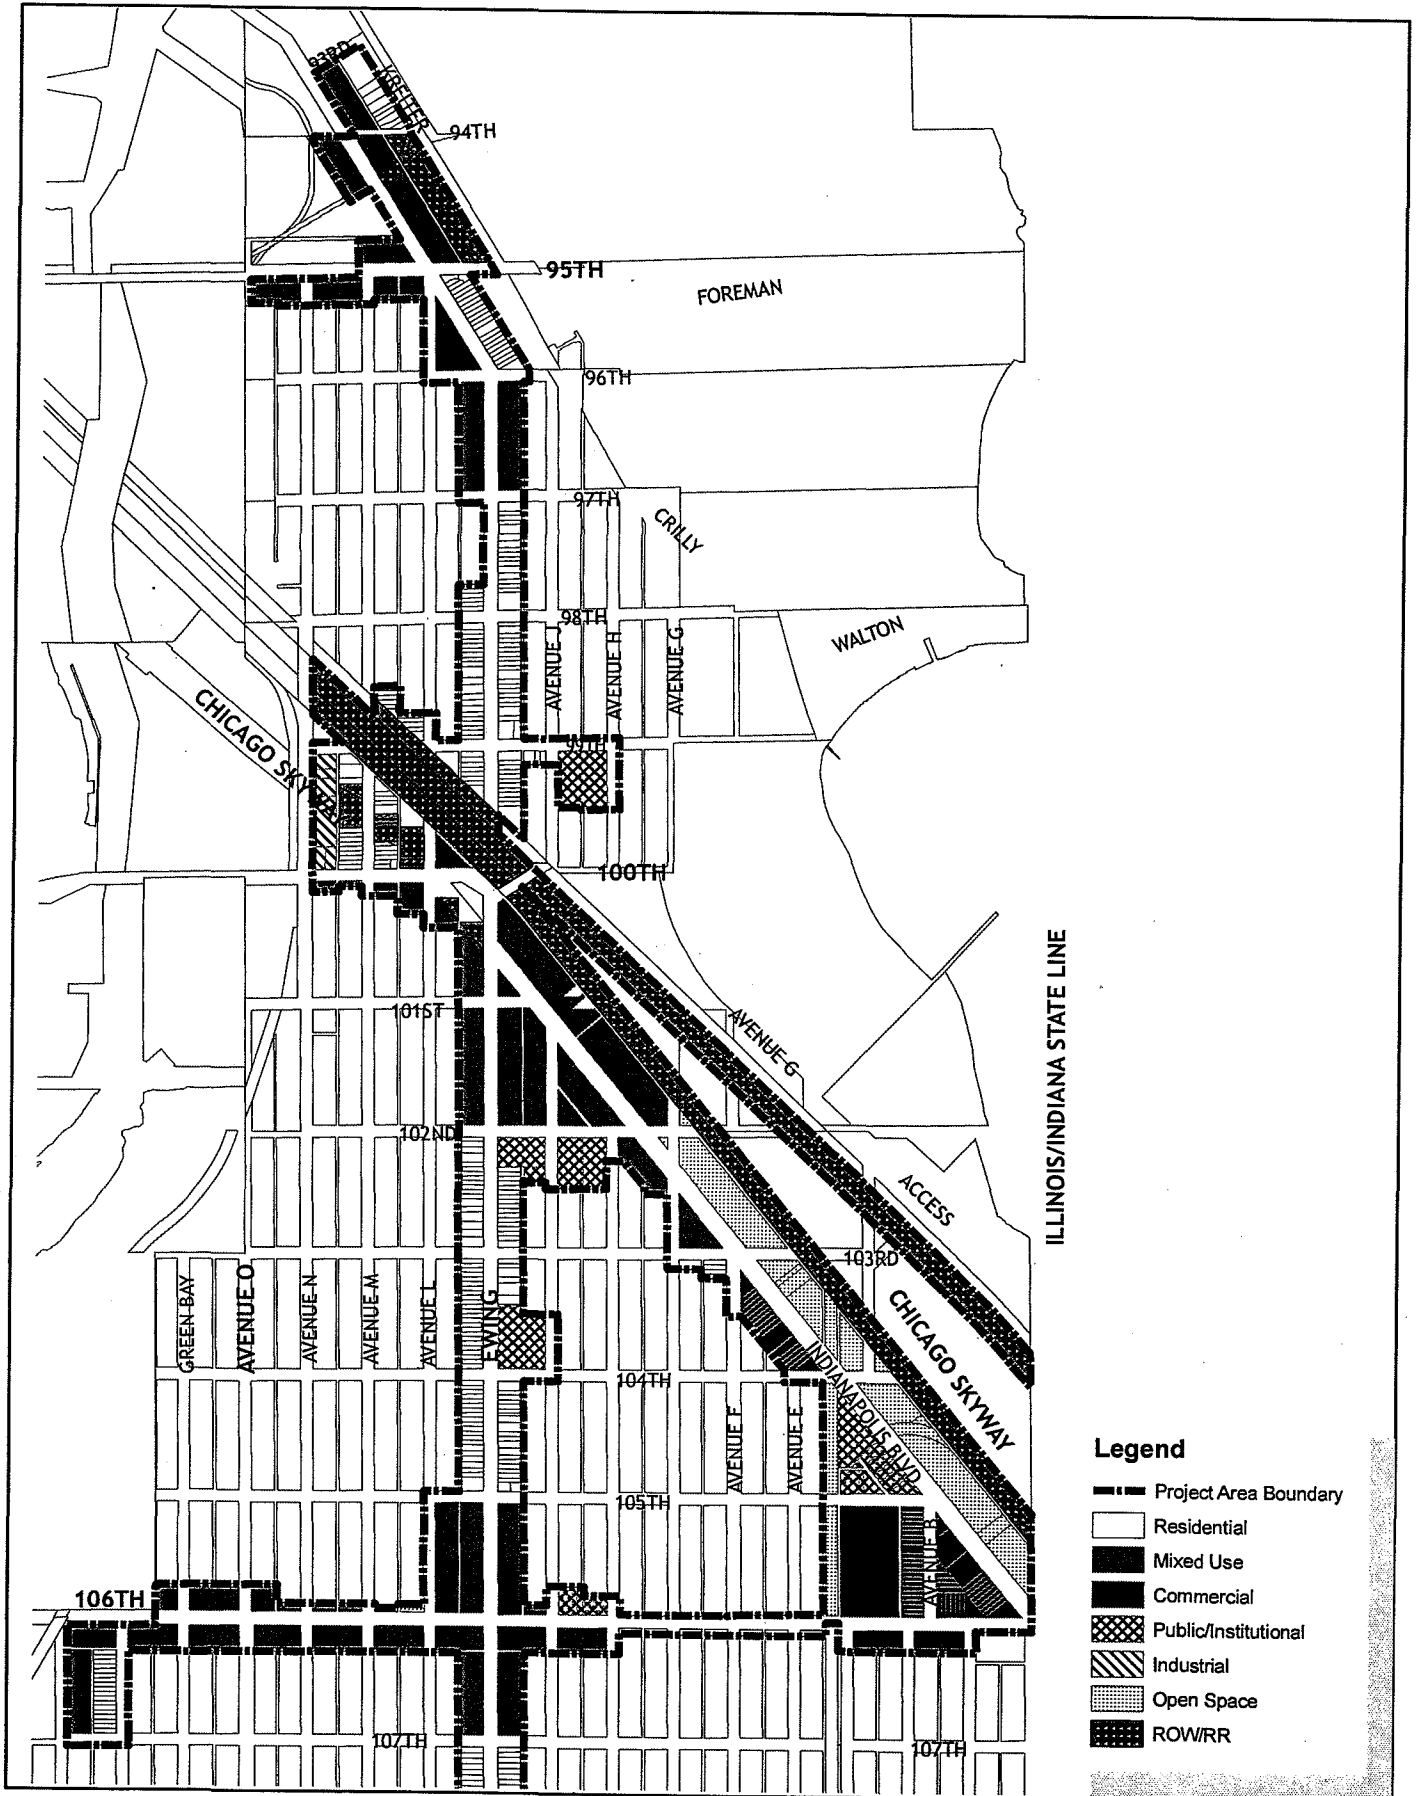 93RD
KREITER
94TH
95TH
FOREMAN
96TH
97TH
CRILLY
98TH
WALTON
AVENUE J
AVENUE H
AVENUE G
CHICAGO SKY
99TH
100TH
ILLINOIS/INDIANA STATE LINE
101ST
AVENUE G
102ND
ACCESS
103RD
GREEN BAY
AVENUE O
AVENUE N
AVENUE M
AVENUE L
EWING
CHICAGO SKYWAY
INDIANAPOLIS BLVD
104TH
AVENUE F
AVENUE E
105TH
AVENUE B
106TH
107TH
107TH
Legend
Project Area Boundary
Residential
Mixed Use
Commercial
Public/Institutional
Industrial
Open Space
ROW/RR